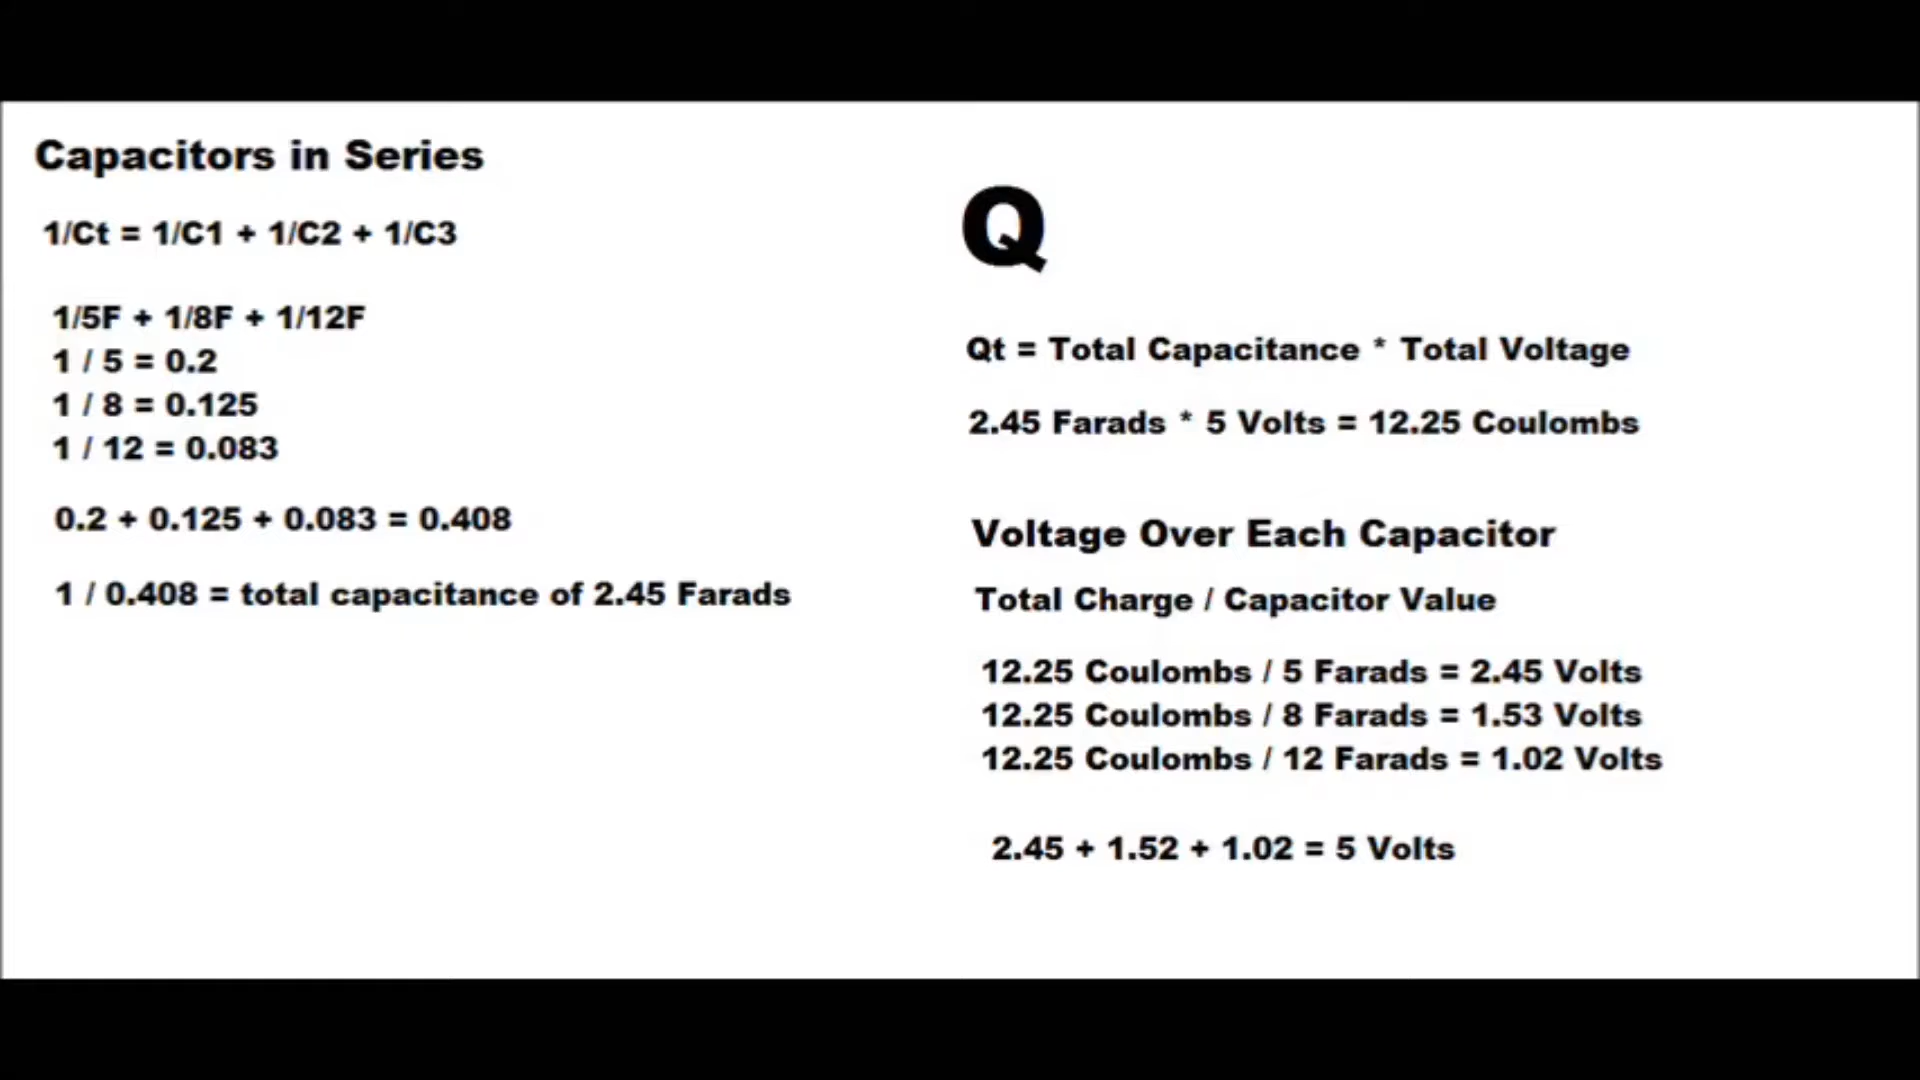 Capacitors in Series
1/Ct = 1/C1 + 1/C2 + 1/C3
1/5F + 1/8F + 1/12F
1 / 5 = 0.2
1 / 8 = 0.125
1 / 12 = 0.083
0.2 + 0.125 + 0.083 = 0.408
1 / 0.408 = total capacitance of 2.45 Farads
Q
Qt = Total Capacitance * Total Voltage
2.45 Farads * 5 Volts = 12.25 Coulombs
Voltage Over Each Capacitor
Total Charge / Capacitor Value
12.25 Coulombs / 5 Farads = 2.45 Volts
12.25 Coulombs / 8 Farads = 1.53 Volts
12.25 Coulombs / 12 Farads = 1.02 Volts
2.45 + 1.52 + 1.02 = 5 Volts